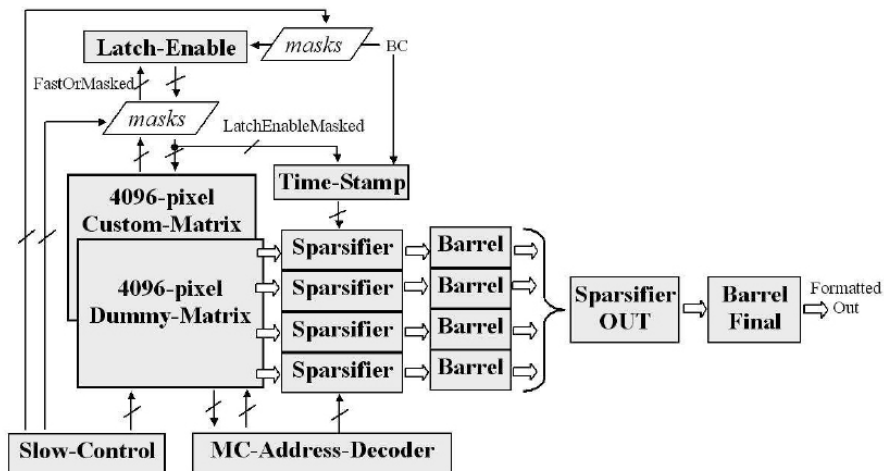 masks
BC
Latch-Enable
FastOrMasked
masks
LatchEnableMasked
Time-Stamp
4096-pixel
Custom-Matrix
4096-pixel
Dummy-Matrix
Sparsifier
Barrel
Sparsifier
Barrel
Sparsifier
Barrel
Sparsifier
Barrel
Sparsifier
OUT
Barrel
Final
Formatted
Out
Slow-Control
MC-Address-Decoder